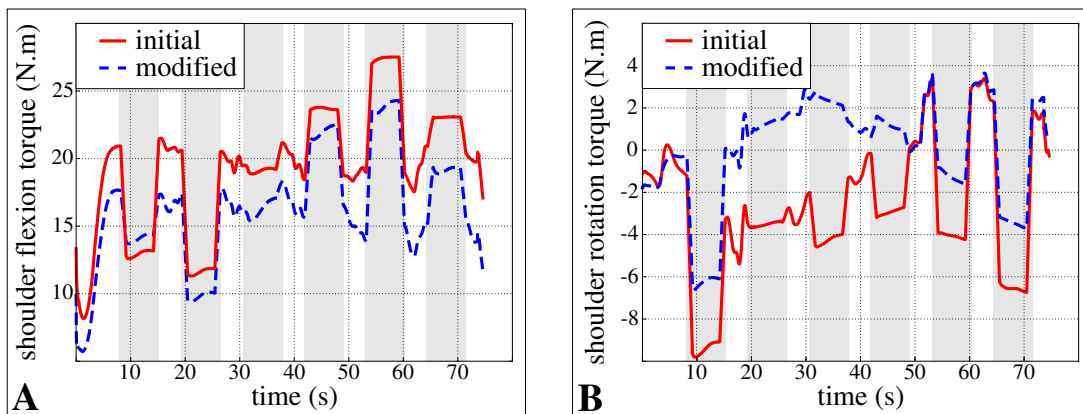 shoulder flexion torque (N.m)
initial
modified
25
20
15
10
10 20 30 40 50 60 70
time (s)
A
shoulder rotation torque (N.m)
initial
modified
4
2
0
-2
-4
-6
-8
10 20 30 40 50 60 70
time (s)
B